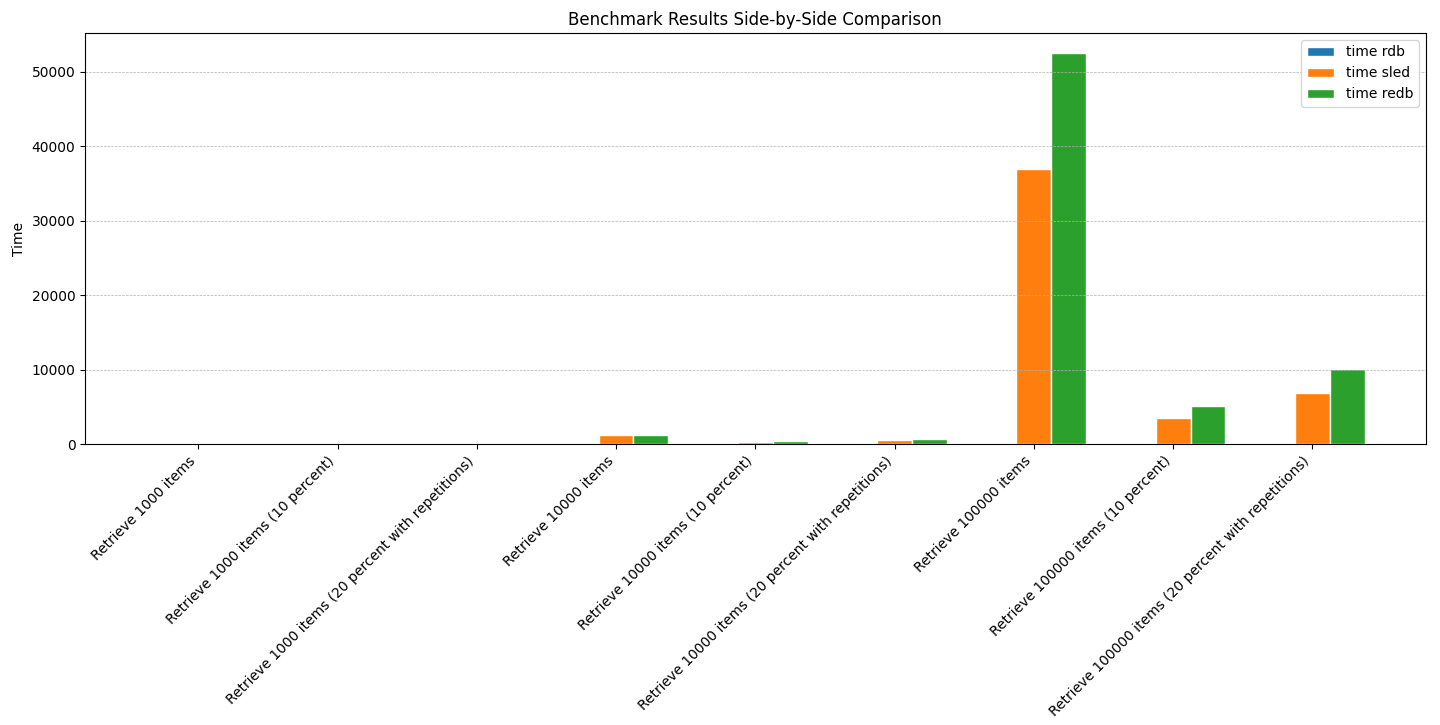 Benchmark Results Side-by-Side Comparison
time rdb
time sled
time redb
Time
50000
40000
30000
20000
10000
0
Retrieve 1000 items
Retrieve 1000 items (10 percent)
Retrieve 1000 items (20 percent with repetitions)
Retrieve 10000 items
Retrieve 10000 items (10 percent)
Retrieve 10000 items (20 percent with repetitions)
Retrieve 100000 items
Retrieve 100000 items (10 percent)
Retrieve 100000 items (20 percent with repetitions)